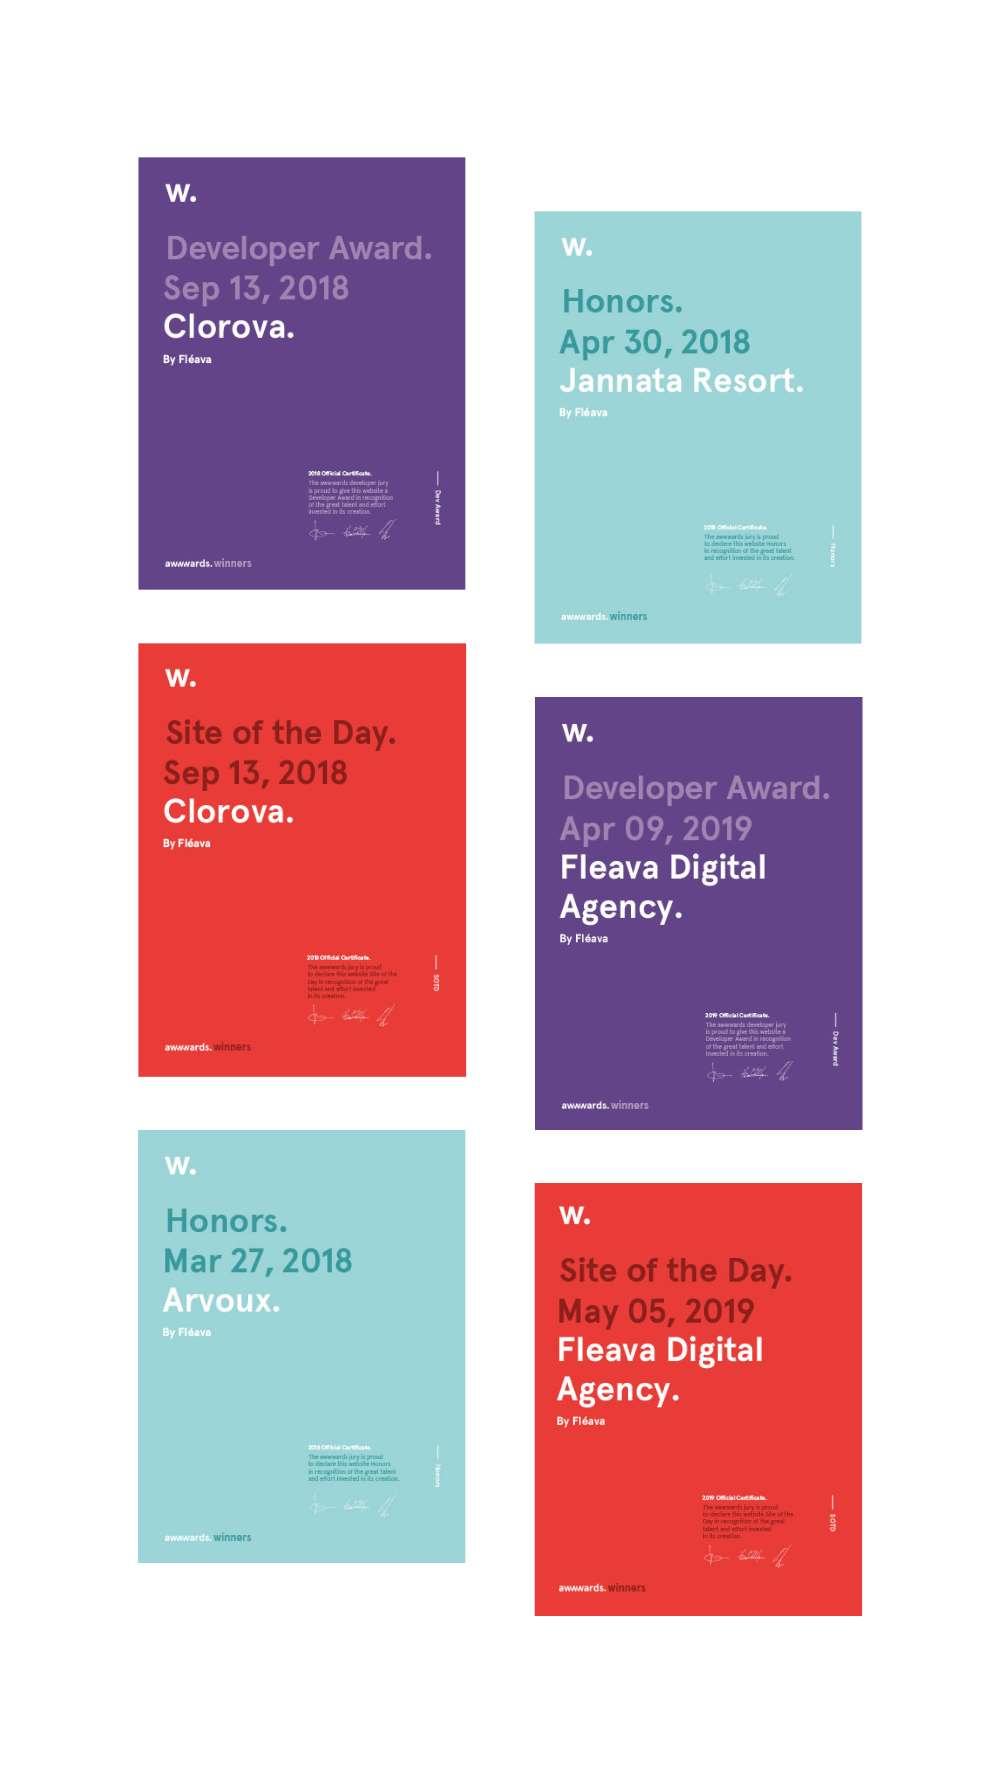 W.
Developer Award.
Sep 13, 2018
Clorova.
By Fléava
2018 Official Certificate.
The awwwards developer jury
is proud to give this website a
Developer Award in recognition
of the great talent and effort
invested in its creation.
Dev Award
awwwards.winners
W.
Honors.
Apr 30, 2018
Jannata Resort.
By Fléava
2018 Official Certificate.
The awwwards jury is proud
to declare this website Honors
in recognition of the great talent
and effort invested in its creation.
Honors
awwwards.winners
W.
Site of the Day.
Sep 13, 2018
Clorova.
By Fléava
2018 Official Certificate.
The awwwards jury is proud
to declare this website Site of the
Day in recognition of the great
talent and effort invested
in its creation.
SOTD
awwwards.winners
W.
Developer Award.
Apr 09, 2019
Fleava Digital
Agency.
By Fléava
2019 Official Certificate.
The awwwards developer jury
is proud to give this website a
Developer Award in recognition
of the great talent and effort
invested in its creation.
Dev Award
awwwards.winners
W.
Honors.
Mar 27, 2018
Arvoux.
By Fléava
2018 Official Certificate.
The awwwards jury is proud
to declare this website Honors
in recognition of the great talent
and effort invested in its creation.
Honors
awwwards.winners
W.
Site of the Day.
May 05, 2019
Fleava Digital
Agency.
By Fléava
2019 Official Certificate.
The awwwards jury is proud
to declare this website Site of the
Day in recognition of the great
talent and effort invested
in its creation.
SOTD
awwwards.winners